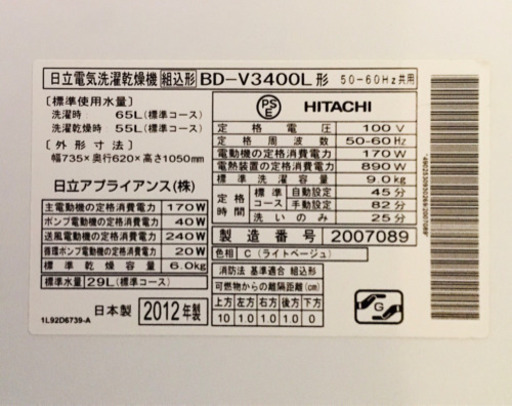 日立電気洗濯乾燥機 組込形 BD-V3400L形 50-60Hz共用
〔標準使用水量〕
洗濯時 65L(標準コース)
洗乾時 55L(標準コース)
〔外形寸法〕
幅735×奥行620×高さ1050mm
日立アプライアンス(株)
主電動機の定格消費電力 170W
ポンプ電動機の定格消費電力 40W
送風電動機の定格消費電力 240W
循環ポンプ電動機の定格消費電力 20W
標準乾燥容量 6.0kg
標準水量 29L(標準コース)
日本製 2012年製
1L92D6739-A
PSE HITACHI
定格電圧 100V
定格周波数 50-60Hz
電動機の定格消費電力 170W
電熱装置の定格消費電力 890W
標準洗濯容量 9.0kg
定格時間 標準コース 自動設定 45分
手動設定 82分
洗いのみ 25分
製造番号 2007089
色相 C(ライトベージュ)
消防法 基準適合 組込形
可燃物からの離隔距離(cm)
上方 左方 右方 後方 下方
10 1.0 1.0 1.0 0
G